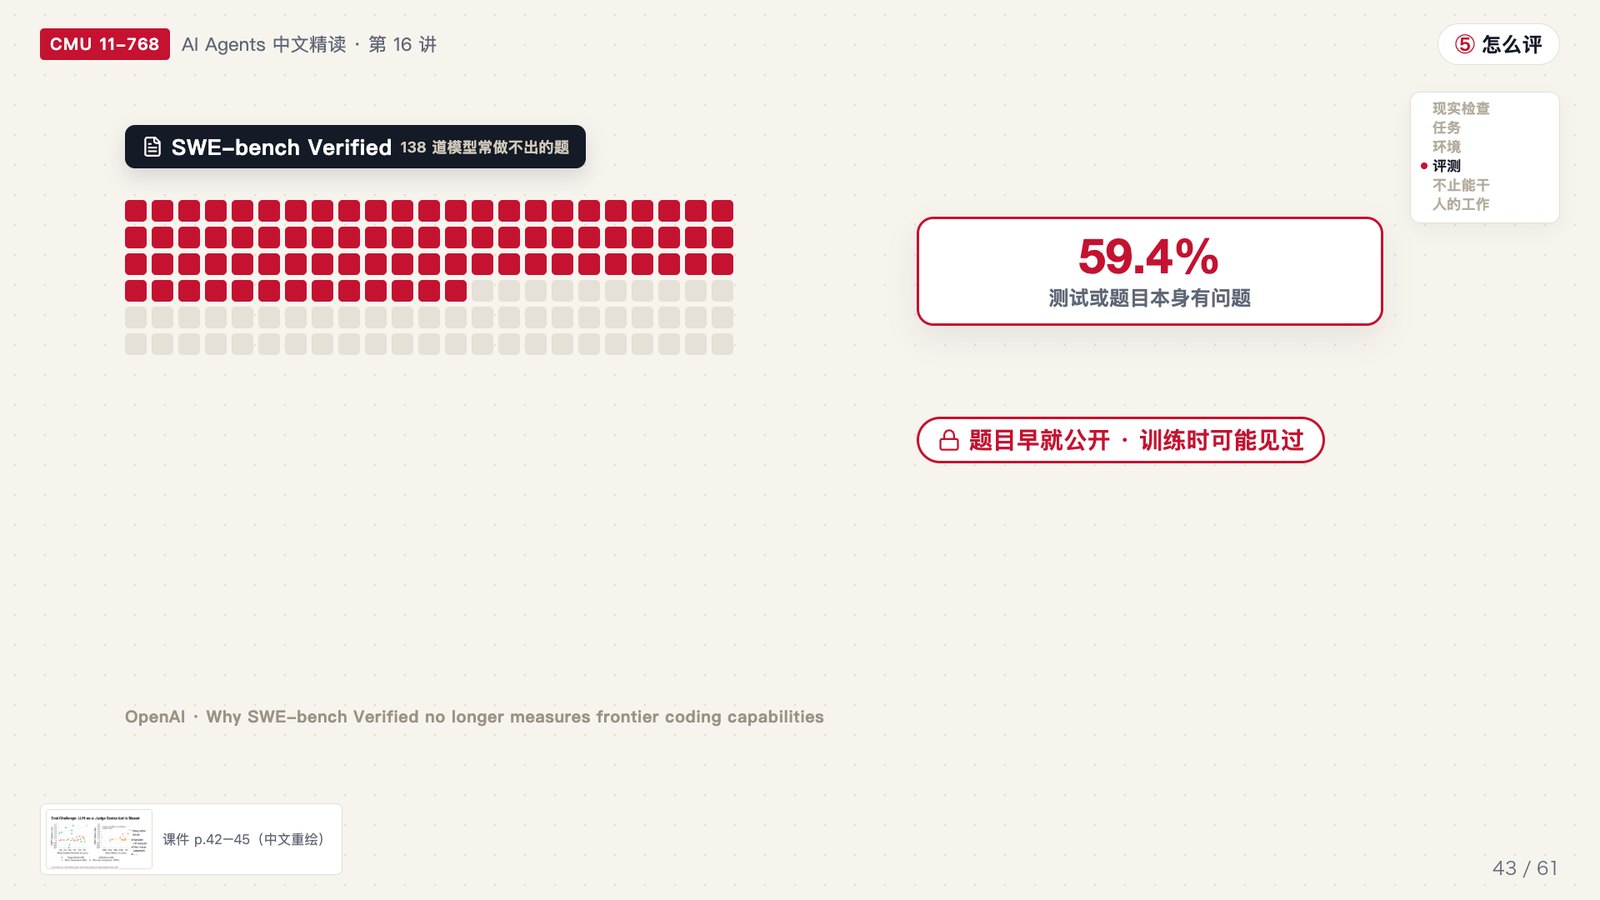 CMU 11-768 AI Agents 中文精读 · 第 16 讲
⑤ 怎么评
现实检查
任务
环境
评测
不止能干
人的工作
SWE-bench Verified 138 道模型常做不出的题
59.4%
测试或题目本身有问题
题目早就公开 · 训练时可能见过
OpenAI · Why SWE-bench Verified no longer measures frontier coding capabilities
课件 p.42–45（中文重绘）
43 / 61